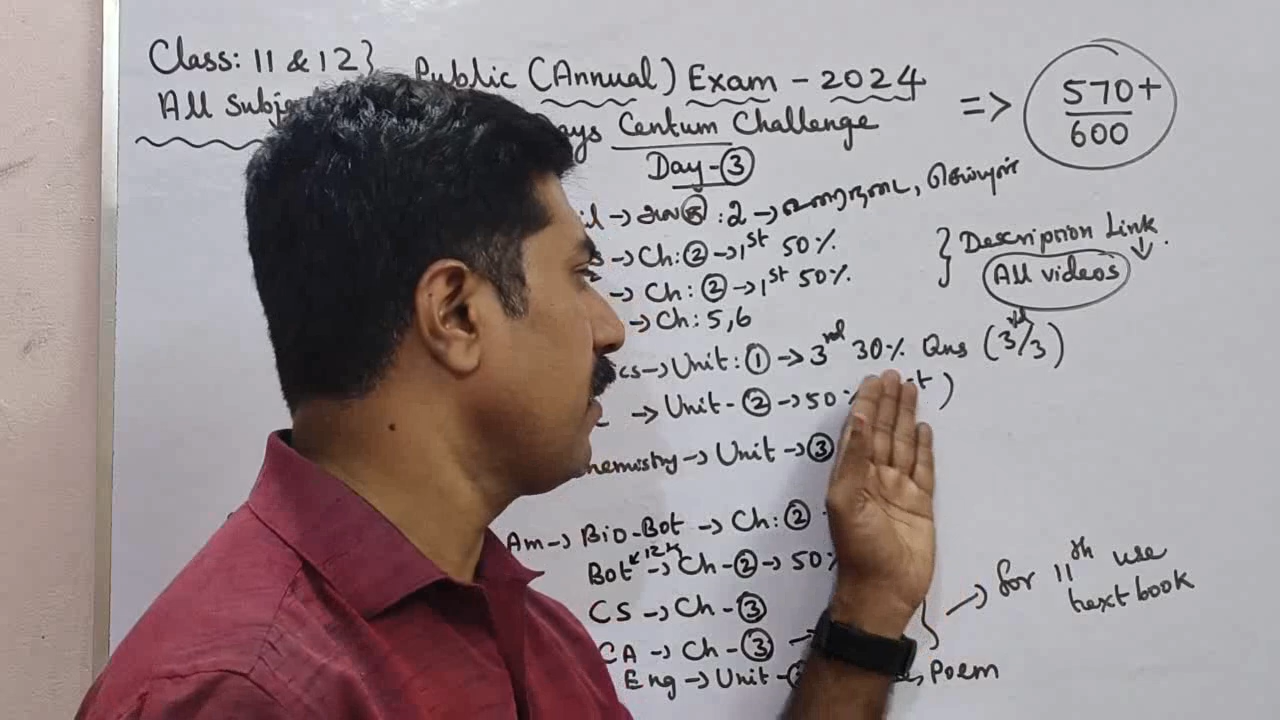 Class: 11 & 12} Public (Annual) Exam - 2024
All Subj
ays Centum Challenge => 570+/600
Day - ③
il → இயல் : 2 → உரைநடை, செய்யுள்
→ Ch: ② → 1st 50%
→ Ch: ② → 1st 50%
} Description Link
All videos ↓
→ Ch: 5,6
cs → Unit: ① → 3rd 30% Qns (3rd/3)
→ Unit - ② → 50% )
hemistry → Unit → ③
Am → Bio-Bot → Ch: ②
Bot → Ch - ② → 50%
CS → Ch - ③
CA → Ch - ③ →
} → for 11th use
text book
Eng → Unit - Poem